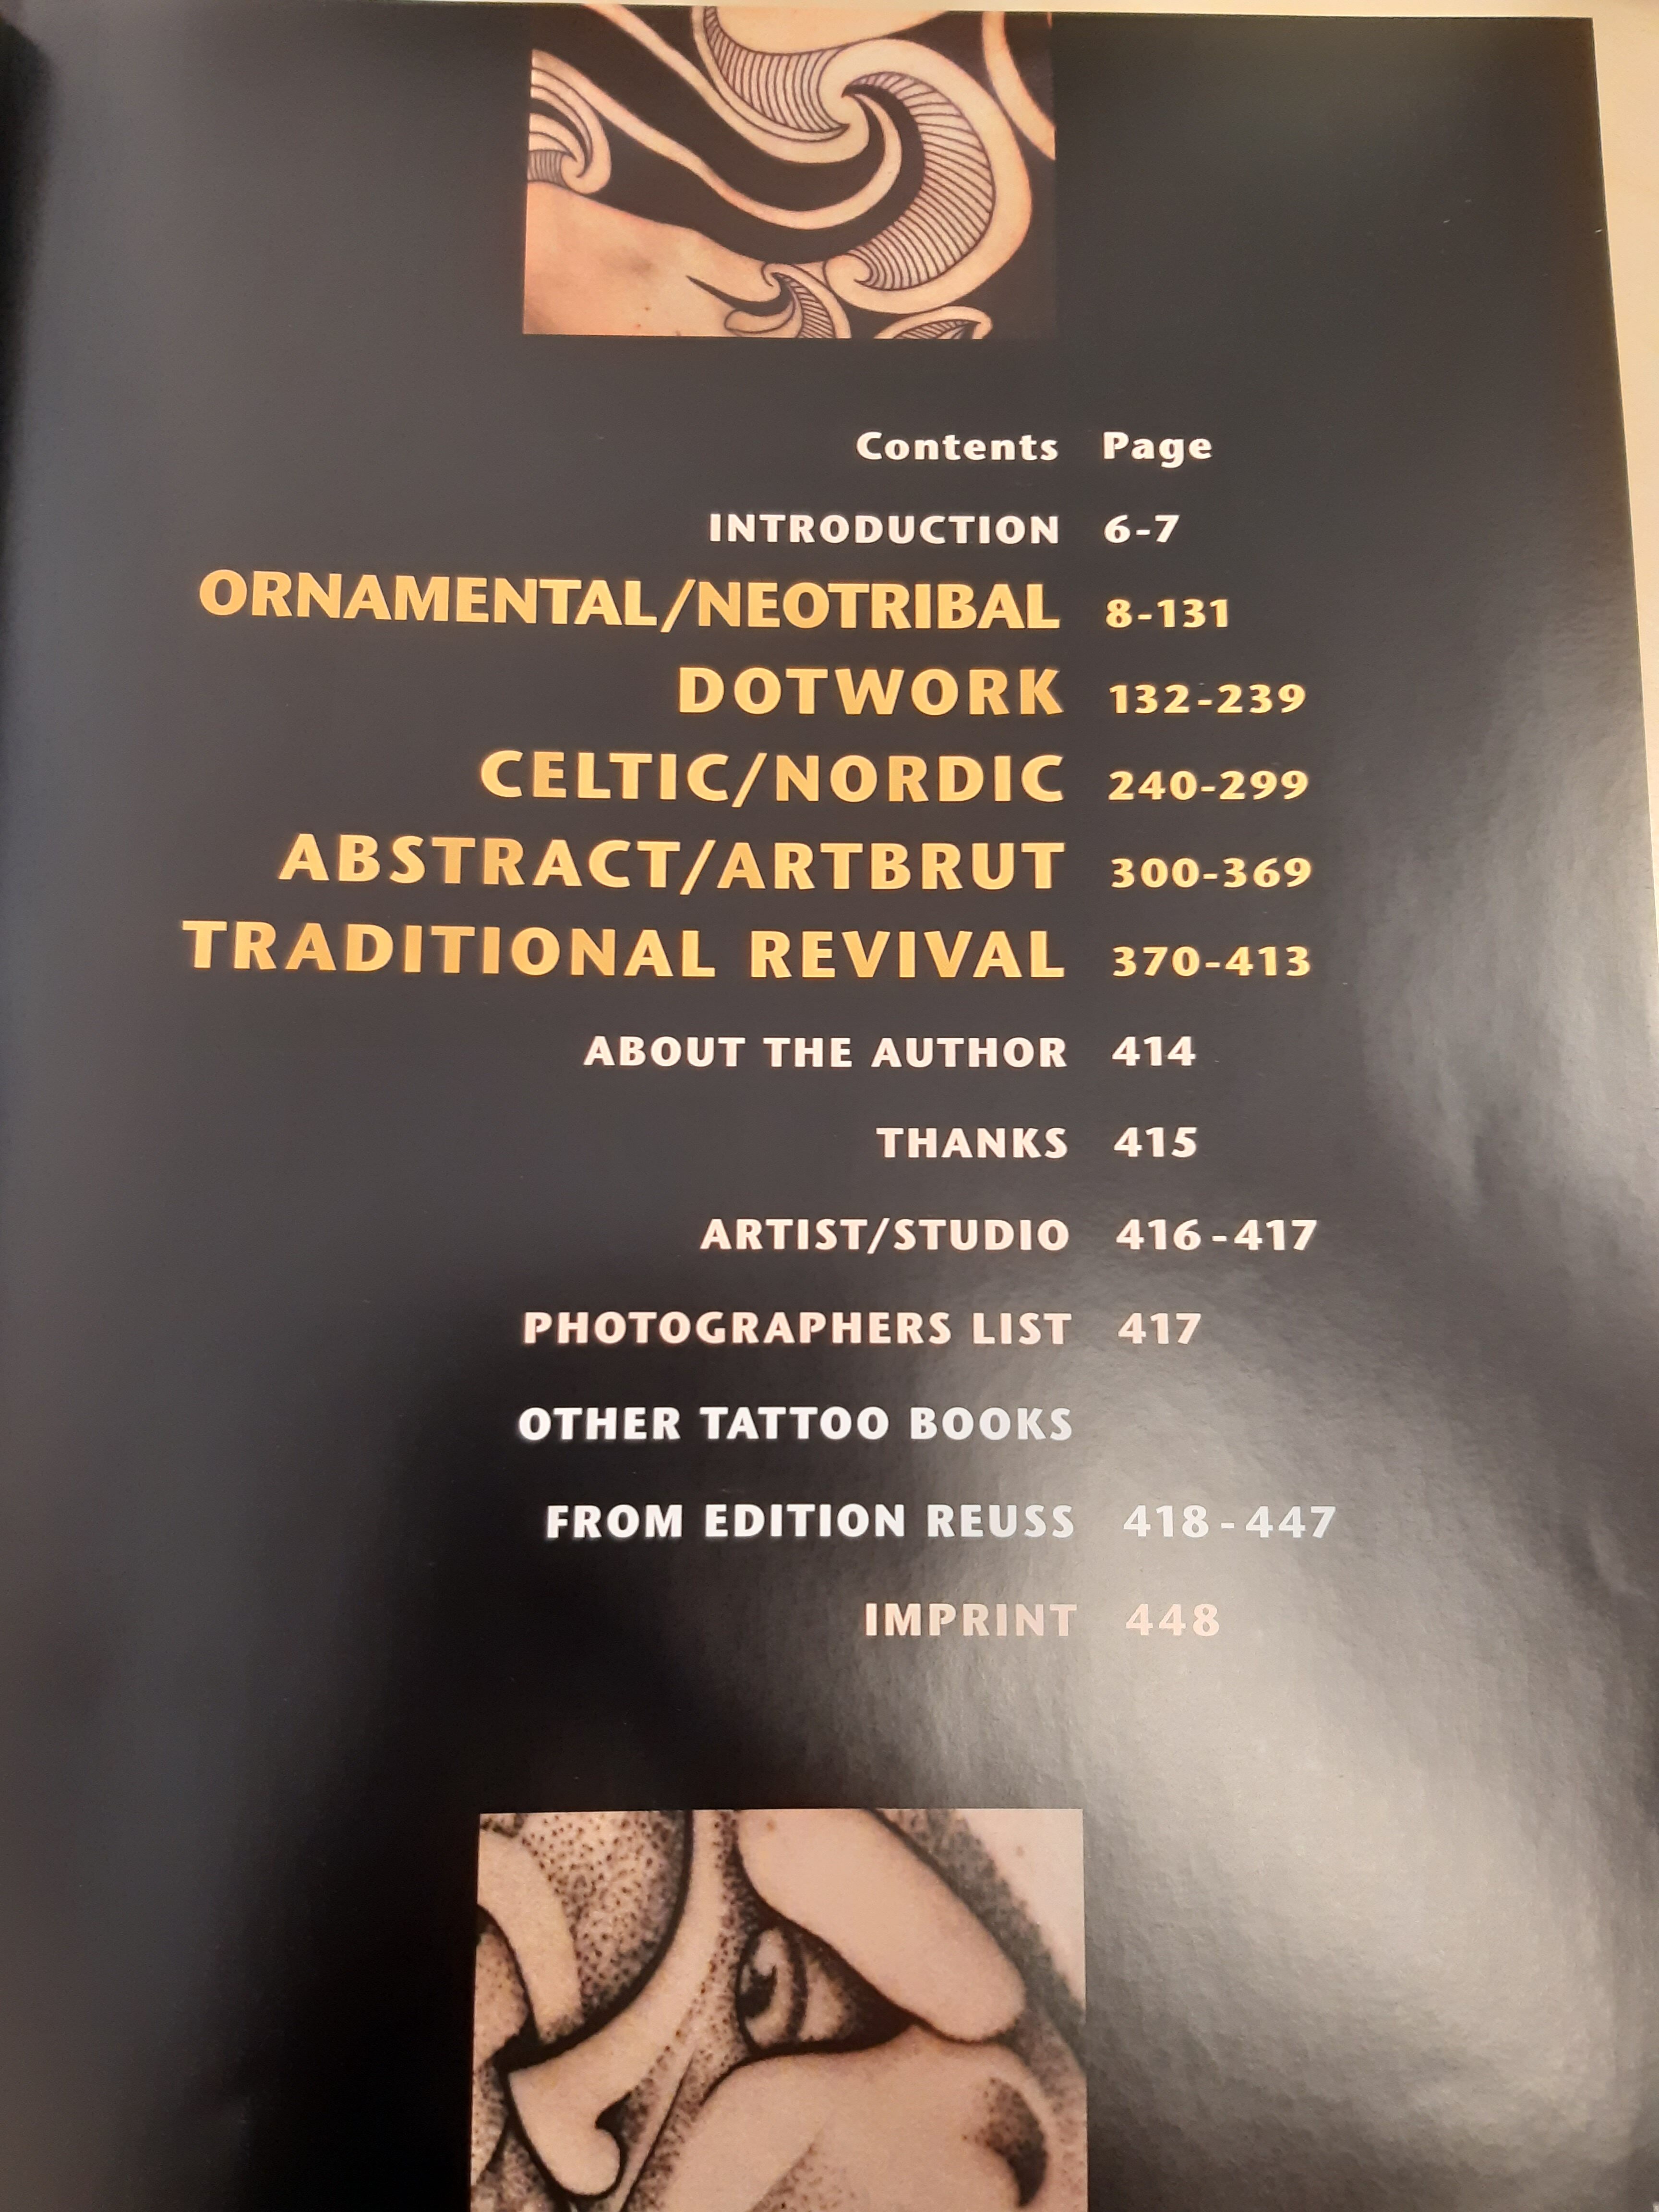 Contents Page
INTRODUCTION 6-7
ORNAMENTAL/NEOTRIBAL 8-131
DOTWORK 132-239
CELTIC/NORDIC 240-299
ABSTRACT/ARTBRUT 300-369
TRADITIONAL REVIVAL 370-413
ABOUT THE AUTHOR 414
THANKS 415
ARTIST/STUDIO 416-417
PHOTOGRAPHERS LIST 417
OTHER TATTOO BOOKS
FROM EDITION REUSS 418-447
IMPRINT 448